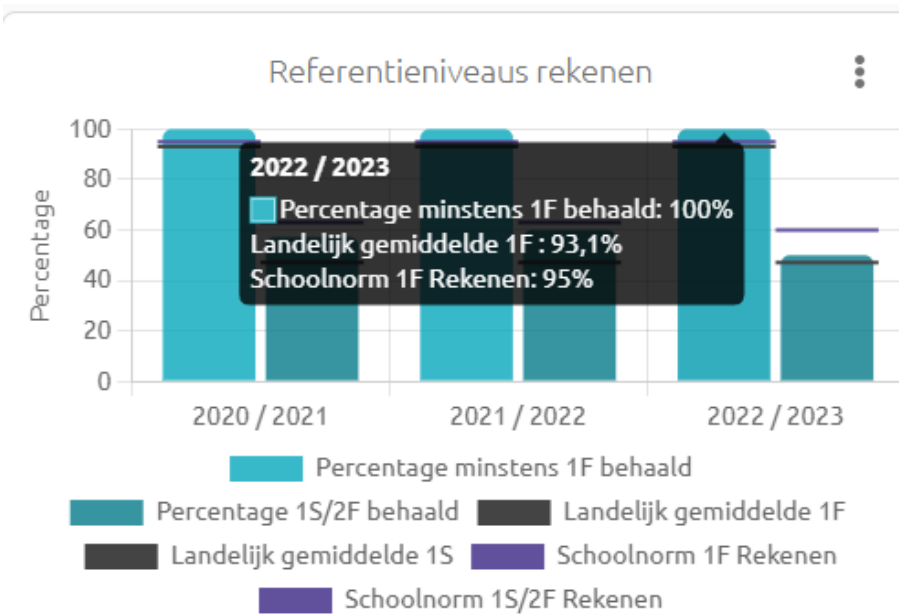 Referentieniveaus rekenen
Percentage
100
80
60
40
20
0
2022 / 2023
Percentage minstens 1F behaald: 100%
Landelijk gemiddelde 1F : 93,1%
Schoolnorm 1F Rekenen: 95%
2020 / 2021 2021 / 2022 2022 / 2023
Percentage minstens 1F behaald
Percentage 1S/2F behaald Landelijk gemiddelde 1F
Landelijk gemiddelde 1S Schoolnorm 1F Rekenen
Schoolnorm 1S/2F Rekenen